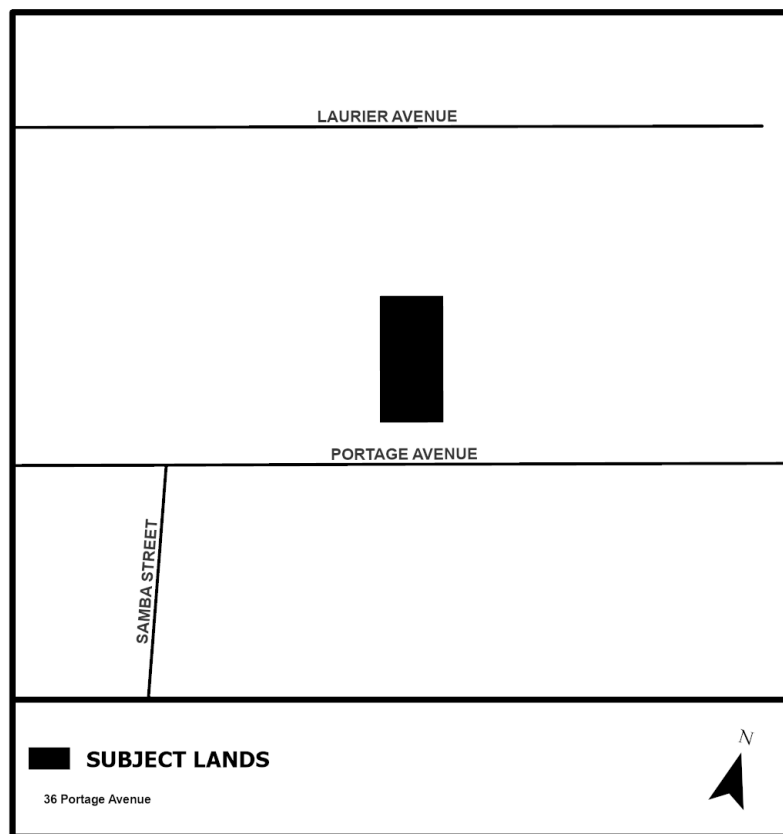 LAURIER AVENUE
PORTAGE AVENUE
SAMBA STREET
SUBJECT LANDS
N
36 Portage Avenue